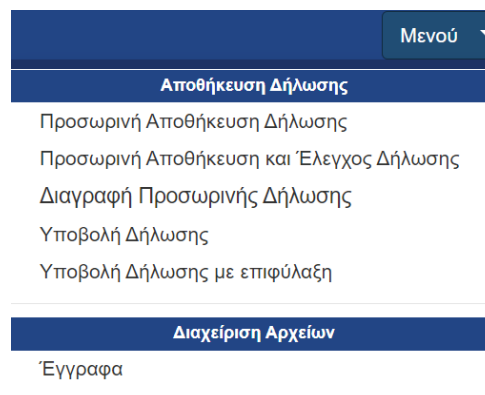 Μενού
Αποθήκευση Δήλωσης
Προσωρινή Αποθήκευση Δήλωσης
Προσωρινή Αποθήκευση και Έλεγχος Δήλωσης
Διαγραφή Προσωρινής Δήλωσης
Υποβολή Δήλωσης
Υποβολή Δήλωσης με επιφύλαξη
Διαχείριση Αρχείων
Έγγραφα